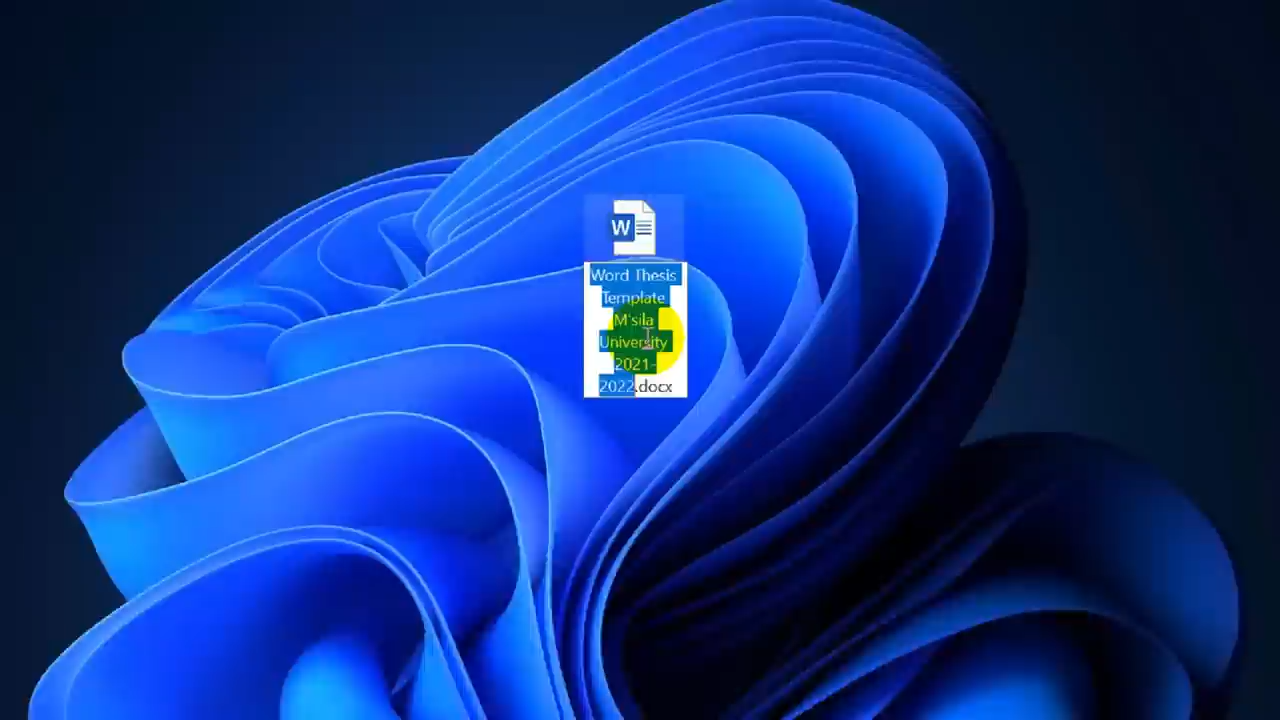 W
Word Thesis
Template
M'sila
University
2021-
2022.docx